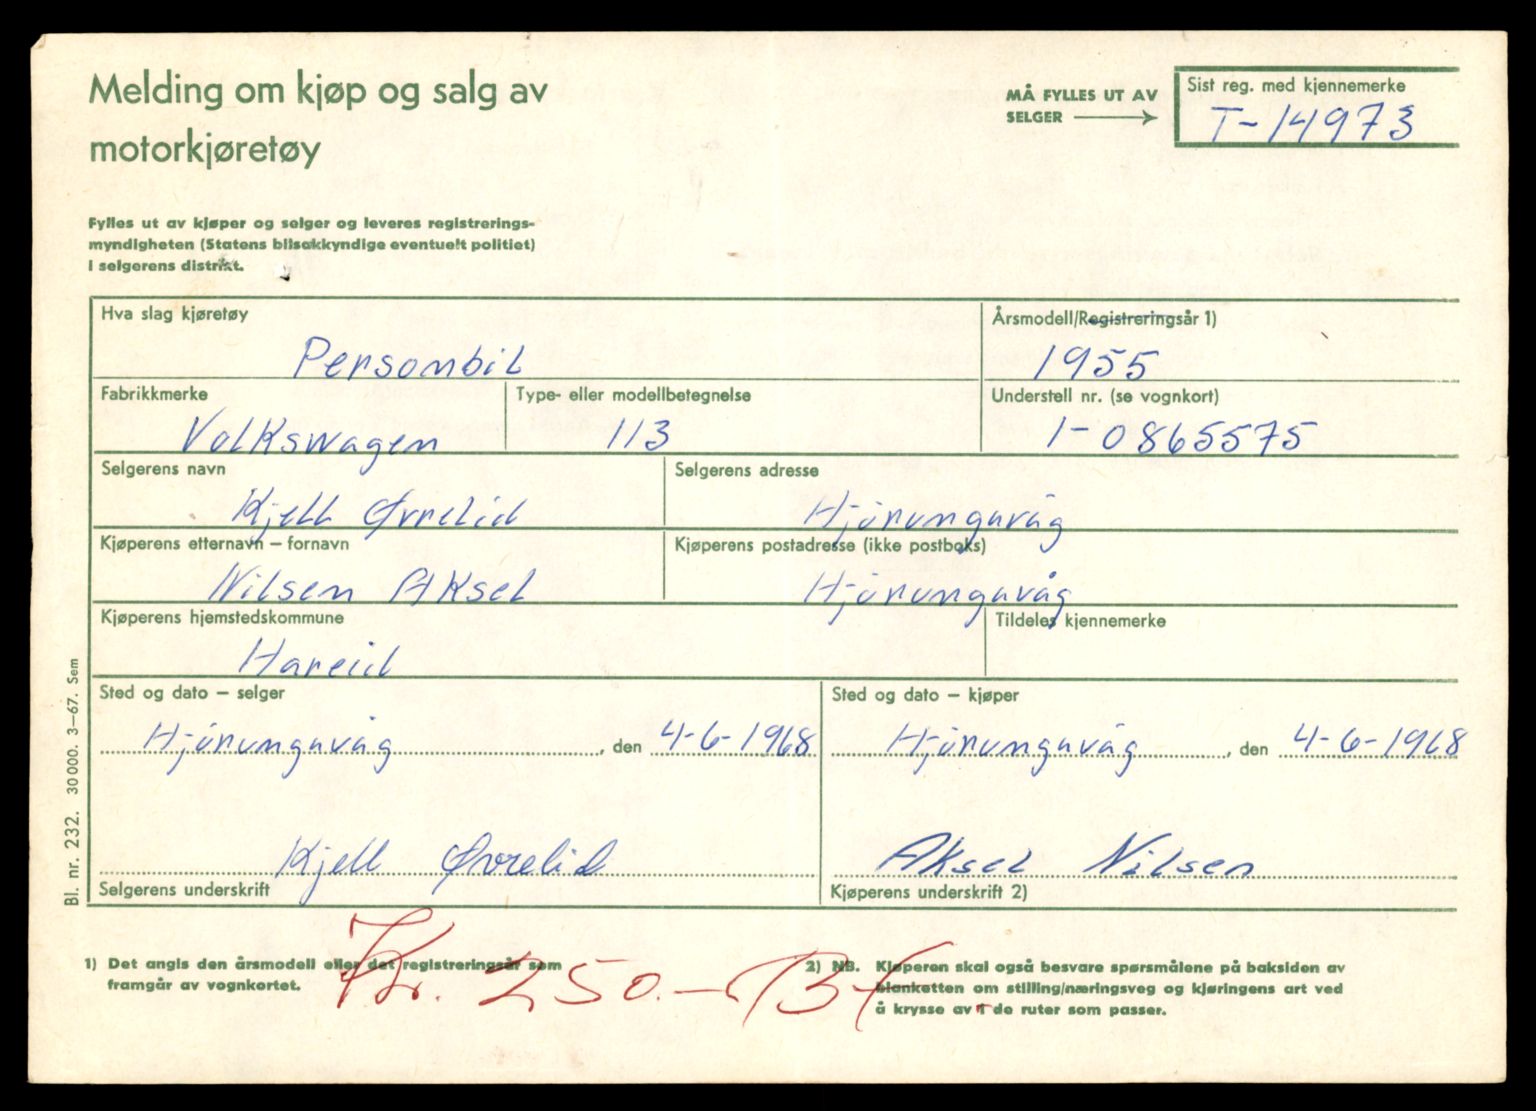 Melding om kjøp og salg av
motorkjøretøy
MÅ FYLLES UT AV
SELGER
Sist reg. med kjennemerke
T-14973
Fylles ut av kjøper og selger og leveres registrerings-
myndigheten (Statens bilsakkyndige eventuelt politiet)
i selgerens distrikt.
Hva slag kjøretøy
Årsmodell/Registreringsår 1)
Personbil
1955
Fabrikkmerke
Type- eller modellbetegnelse
Understell nr. (se vognkort)
Volkswagen
113
1-0865575
Selgerens navn
Selgerens adresse
Kjell Øvrelid
Hjørungavåg
Kjøperens etternavn – fornavn
Kjøperens postadresse (ikke postboks)
Nilsen Aksel
Hjørungavåg
Kjøperens hjemstedskommune
Tildeles kjennemerke
Hareid
Sted og dato – selger
Sted og dato – kjøper
Hjørungavåg, den 4-6-1968
Hjørungavåg, den 4-6-1968
Kjell Øvrelid
Aksel Nilsen
Selgerens underskrift
Kjøperens underskrift 2)
Bl. nr. 232. 30 000. 3–67. Sem
Kr. 250.-
1) Det angis den årsmodell eller det registreringsår som
framgår av vognkortet.
2) NB. Kjøperen skal også besvare spørsmålene på baksiden av
blanketten om stilling/næringsveg og kjøringens art ved
å krysse av i de ruter som passer.